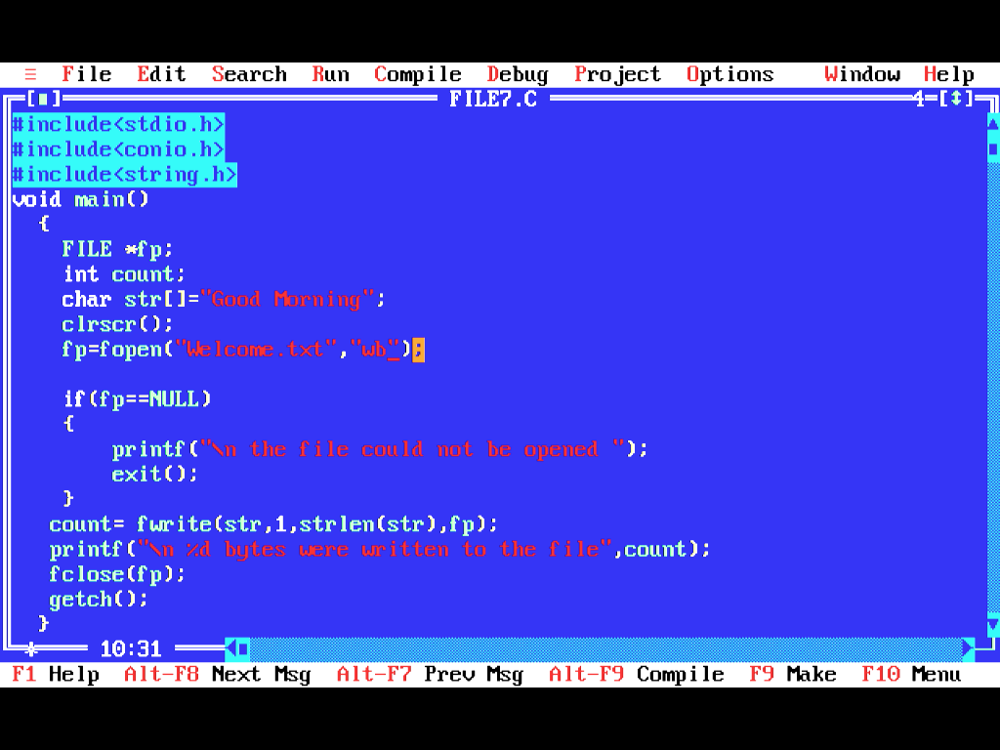 ≡ File Edit Search Run Compile Debug Project Options Window Help
[■] FILE7.C 4=[↕]
#include<stdio.h>
#include<conio.h>
#include<string.h>
void main()
{
FILE *fp;
int count;
char str[]="Good Morning";
clrscr();
fp=fopen("Welcome.txt","wb");
if(fp==NULL)
{
printf("\n the file could not be opened ");
exit();
}
count= fwrite(str,1,strlen(str),fp);
printf("\n %d bytes were written to the file",count);
fclose(fp);
getch();
}
* 10:31
F1 Help Alt-F8 Next Msg Alt-F7 Prev Msg Alt-F9 Compile F9 Make F10 Menu